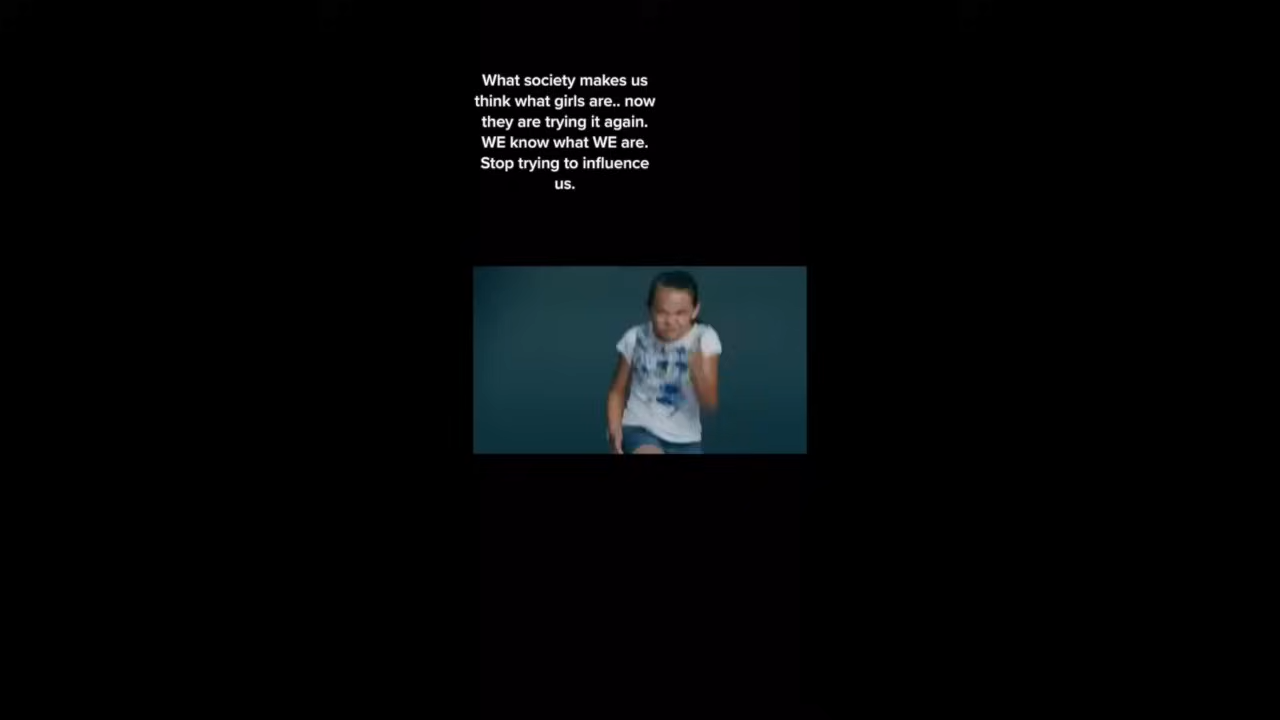 What society makes us
think what girls are.. now
they are trying it again.
WE know what WE are.
Stop trying to influence
us.